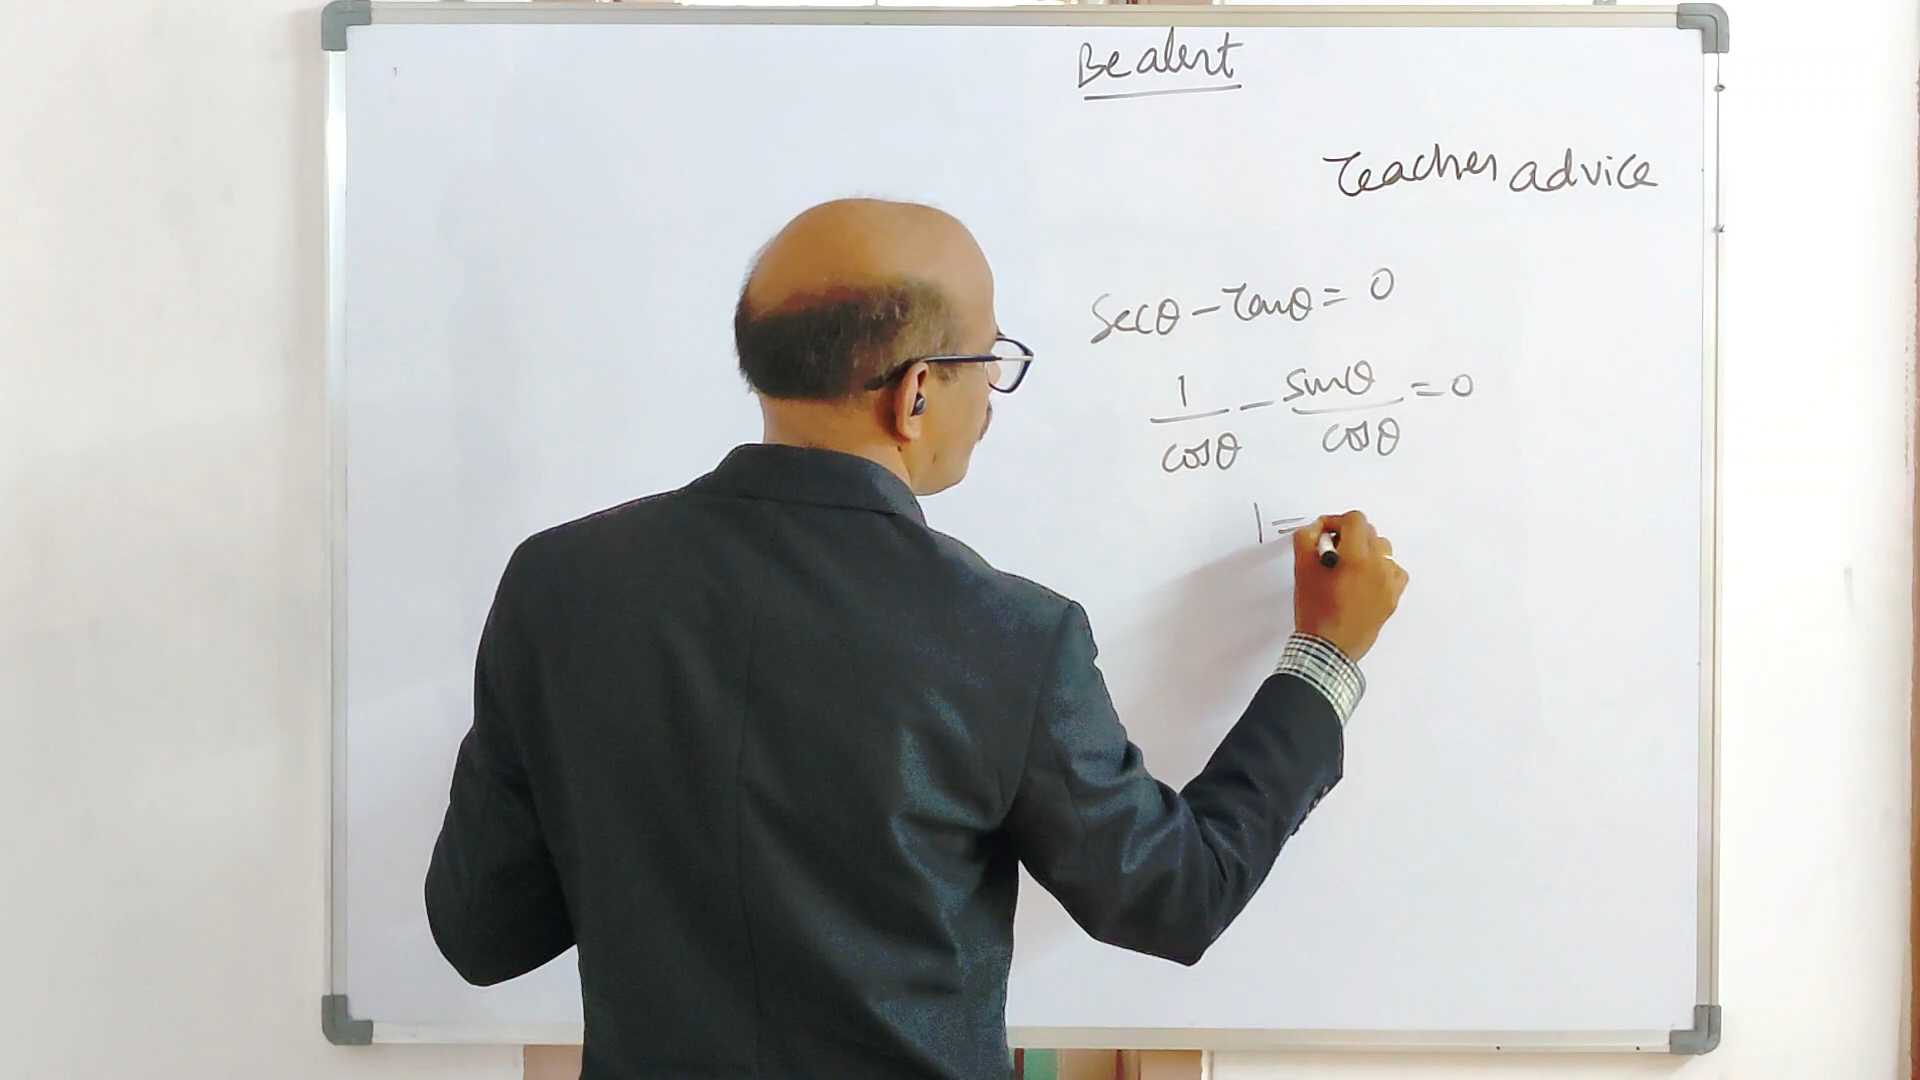 Be alert
Teacher advice
Secθ - Tanθ = 0
1/cosθ - sinθ/cosθ = 0
1 =